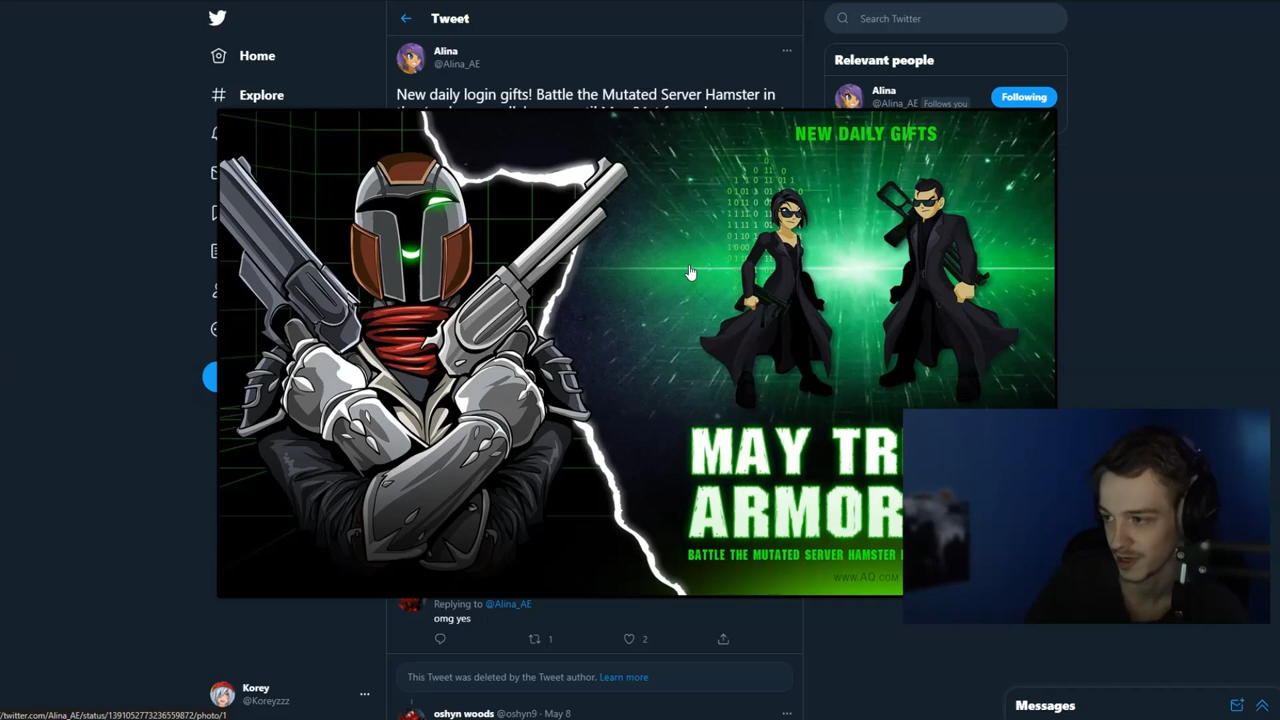 Home
Explore
Tweet
Alina
@Alina_AE
New daily login gifts! Battle the Mutated Server Hamster in
Search Twitter
Relevant people
Alina
@Alina_AE Follows you
Following
NEW DAILY GIFTS
MAY TR
ARMOR
BATTLE THE MUTATED SERVER HAMSTER
WWW.AQ.COM
Replying to @Alina_AE
omg yes
1
2
This Tweet was deleted by the Tweet author. Learn more
oshyn woods @oshyn9 · May 8
Korey
@Koreyzzz
Messages
/twitter.com/Alina_AE/status/1391052773236559872/photo/1